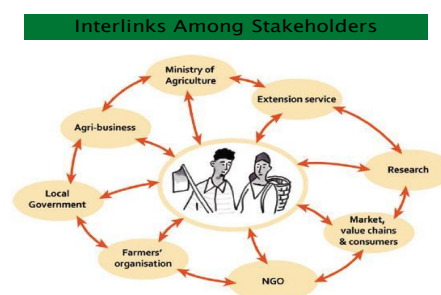 Interlinks Among Stakeholders
Ministry of
Agriculture
Extension service
Agri-business
Research
Local
Government
Market,
value chains
& consumers
Farmers'
organisation
NGO